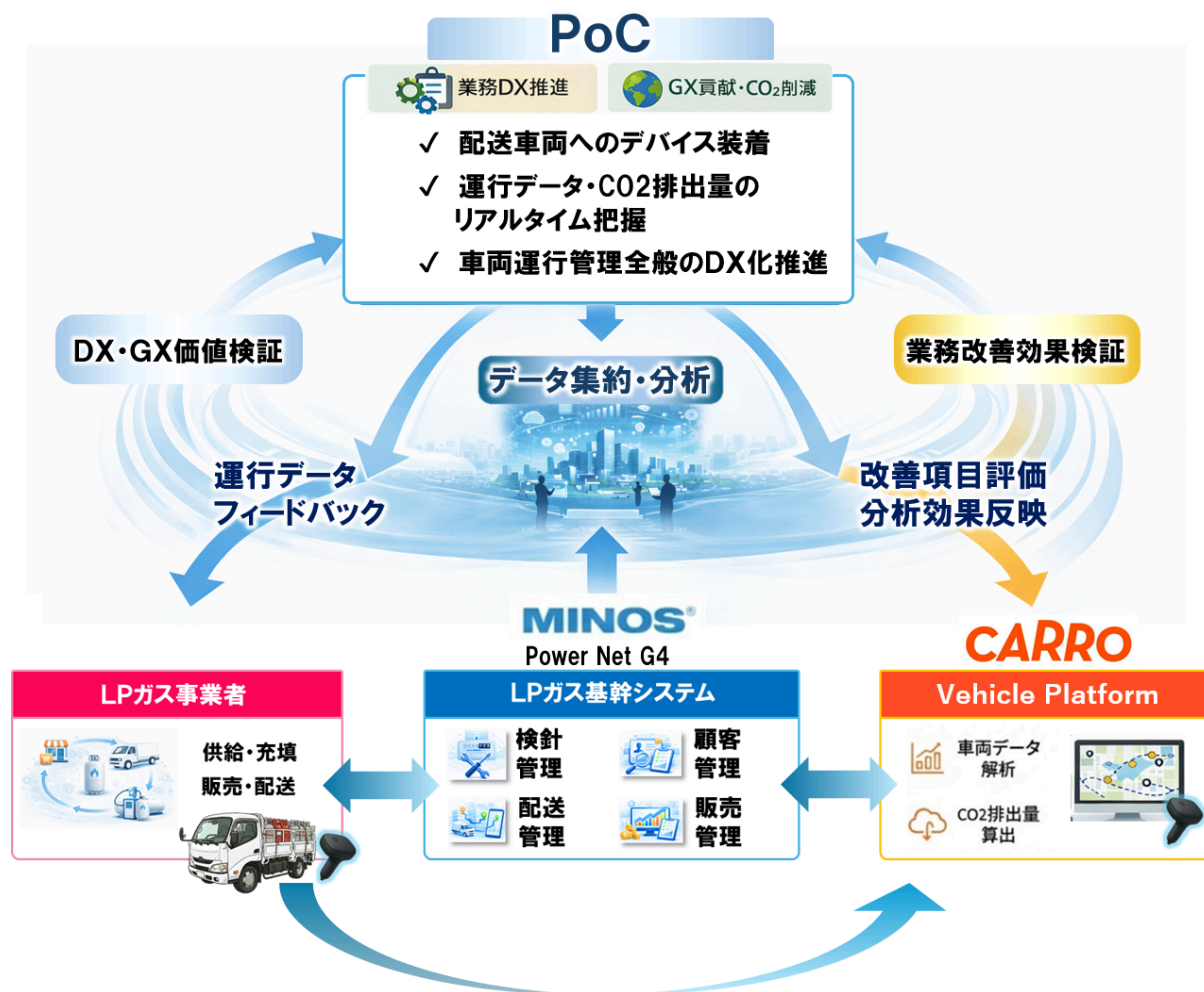 PoC
業務DX推進
GX貢献・CO₂削減
✓ 配送車両へのデバイス装着
✓ 運行データ・CO2排出量の
リアルタイム把握
✓ 車両運行管理全般のDX化推進
DX・GX価値検証
業務改善効果検証
データ集約・分析
運行データ
フィードバック
改善項目評価
分析効果反映
MINOS®
Power Net G4
CARRO
LPガス事業者
供給・充填
販売・配送
LPガス基幹システム
検針
管理
顧客
管理
配送
管理
販売
管理
Vehicle Platform
車両データ
解析
CO2排出量
算出